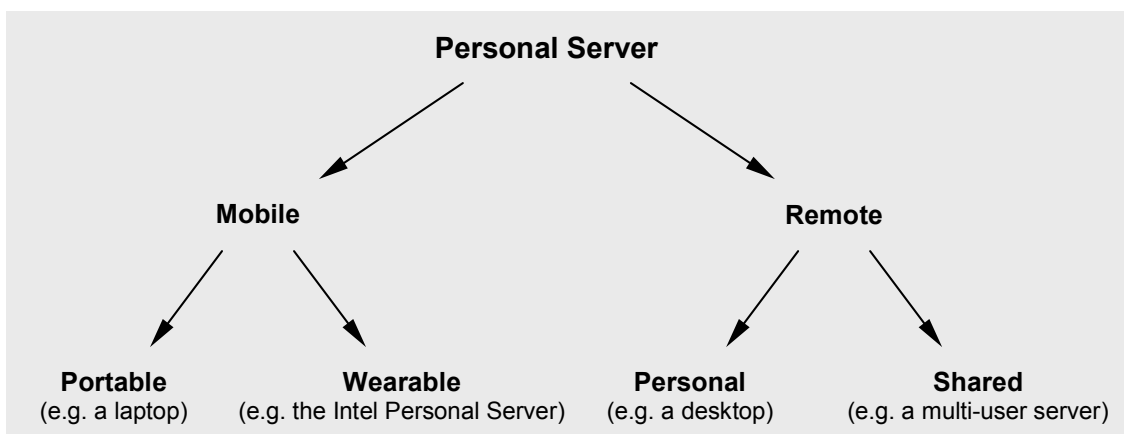 Personal Server
Mobile
Remote
Portable
(e.g. a laptop)
Wearable
(e.g. the Intel Personal Server)
Personal
(e.g. a desktop)
Shared
(e.g. a multi-user server)